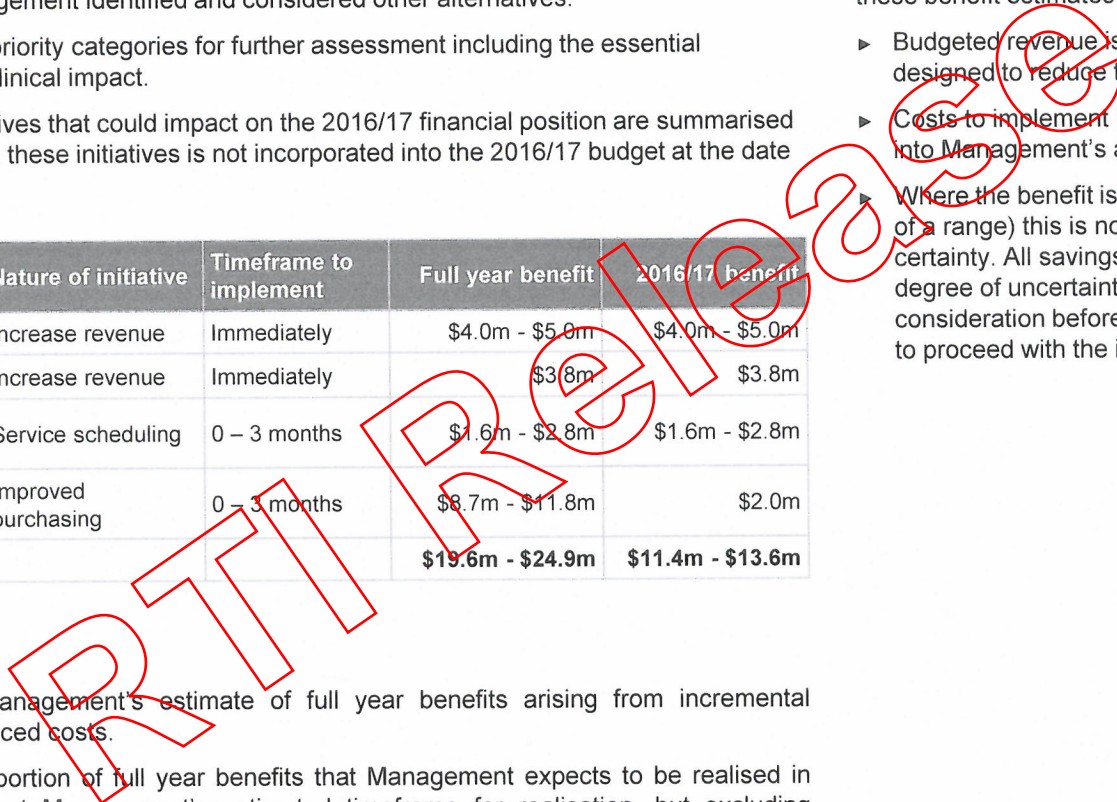 gement identified and considered other alternatives.
riority categories for further assessment including the essential
linical impact.
ives that could impact on the 2016/17 financial position are summarised
these initiatives is not incorporated into the 2016/17 budget at the date
Nature of initiative Timeframe to implement Full year benefit 2016/17 benefit
ncrease revenue Immediately $4.0m - $5.0m $4.0m - $5.0m
ncrease revenue Immediately $3.8m $3.8m
Service scheduling 0 – 3 months $1.6m - $2.8m $1.6m - $2.8m
mproved purchasing 0 – 3 months $8.7m - $11.8m $2.0m
$19.6m - $24.9m $11.4m - $13.6m
anagement's estimate of full year benefits arising from incremental
ced costs.
portion of full year benefits that Management expects to be realised in
these benefit estimates
► Budgeted revenue is
designed to reduce
► Costs to implement
into Management's a
► Where the benefit is
of a range) this is no
certainty. All savings
degree of uncertaint
consideration before
to proceed with the i
RTI Release